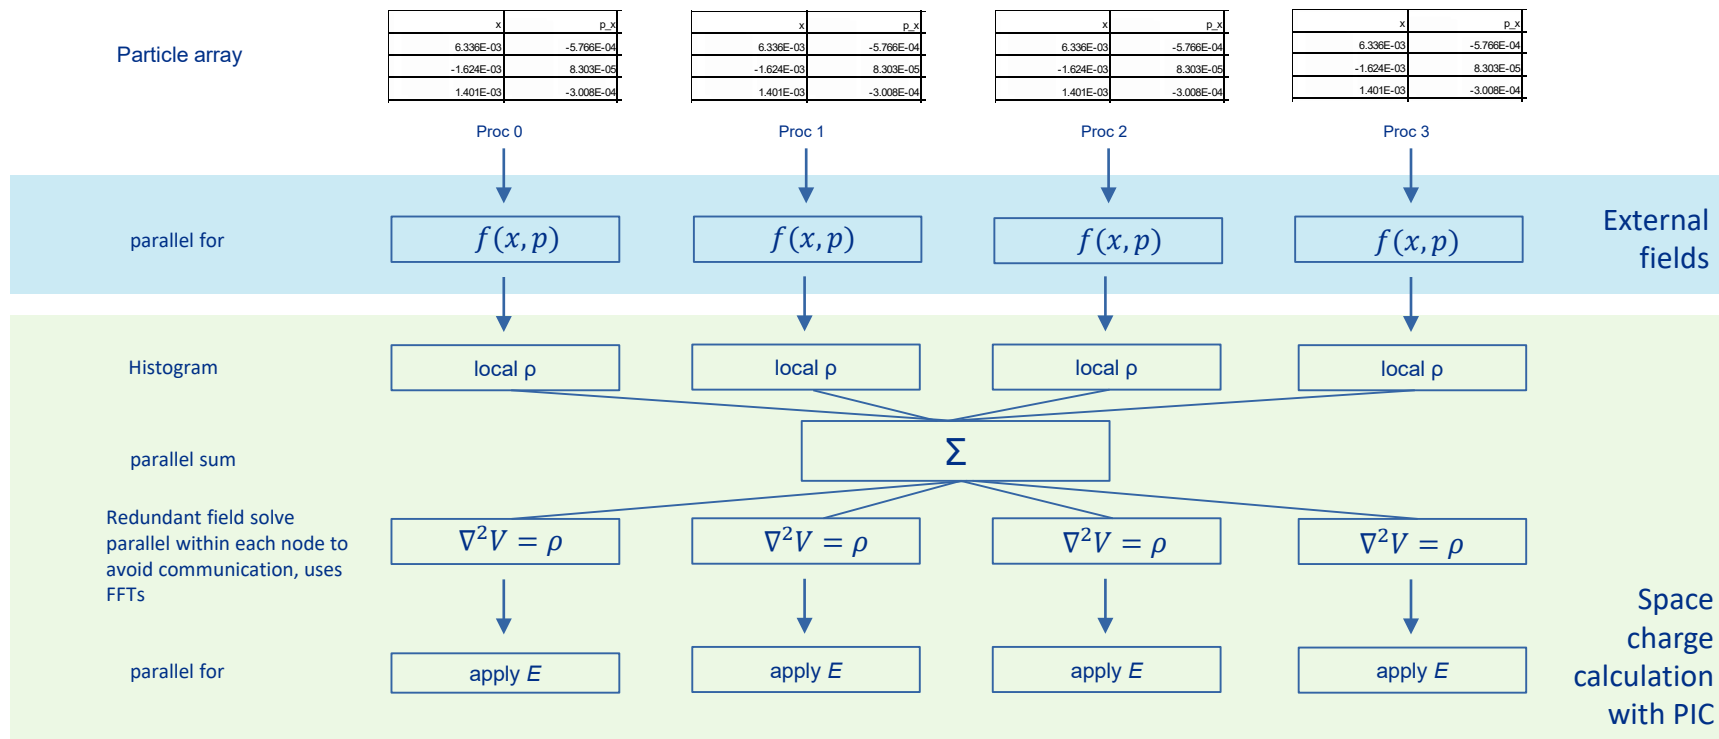 Particle array
x p_x
6.336E-03 -5.766E-04
-1.624E-03 8.303E-05
1.401E-03 -3.008E-04
x p_x
6.336E-03 -5.766E-04
-1.624E-03 8.303E-05
1.401E-03 -3.008E-04
x p_x
6.336E-03 -5.766E-04
-1.624E-03 8.303E-05
1.401E-03 -3.008E-04
x p_x
6.336E-03 -5.766E-04
-1.624E-03 8.303E-05
1.401E-03 -3.008E-04
Proc 0 Proc 1 Proc 2 Proc 3
parallel for
f(x, p) f(x, p) f(x, p) f(x, p)
External
fields
Histogram
local ρ local ρ local ρ local ρ
parallel sum
Σ
Redundant field solve
parallel within each node to
avoid communication, uses
FFTs
∇²V = ρ ∇²V = ρ ∇²V = ρ ∇²V = ρ
parallel for
apply E apply E apply E apply E
Space
charge
calculation
with PIC